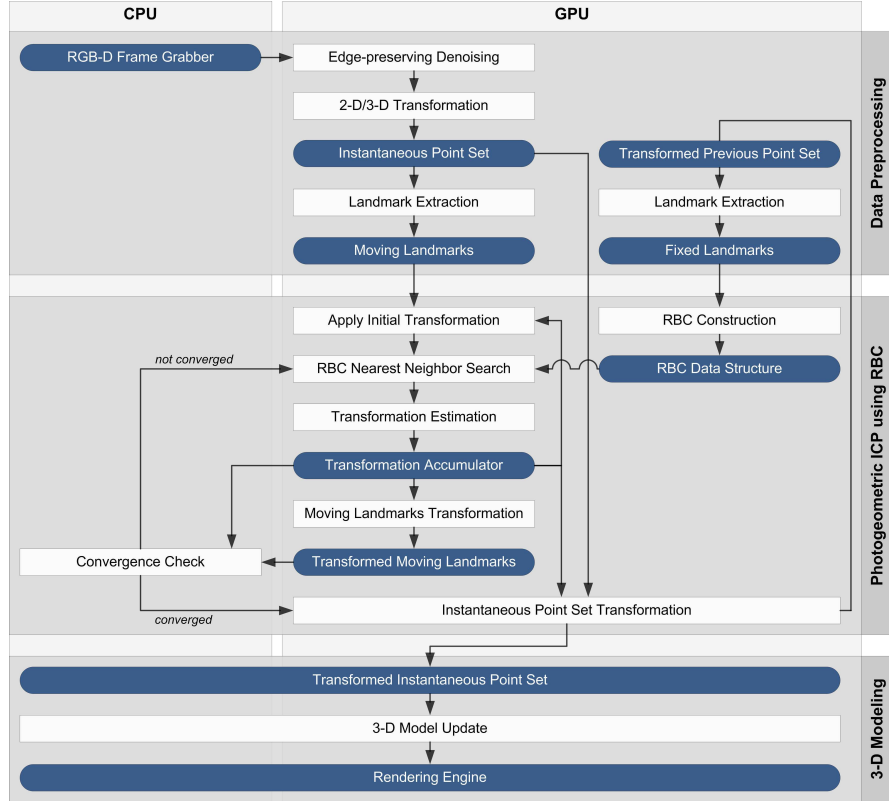 CPU
GPU
RGB-D Frame Grabber
Edge-preserving Denoising
2-D/3-D Transformation
Instantaneous Point Set
Transformed Previous Point Set
Landmark Extraction
Landmark Extraction
Moving Landmarks
Fixed Landmarks
Data Preprocessing
Apply Initial Transformation
RBC Construction
not converged
RBC Nearest Neighbor Search
RBC Data Structure
Transformation Estimation
Transformation Accumulator
Moving Landmarks Transformation
Convergence Check
Transformed Moving Landmarks
Instantaneous Point Set Transformation
converged
Photogeometric ICP using RBC
Transformed Instantaneous Point Set
3-D Model Update
Rendering Engine
3-D Modeling